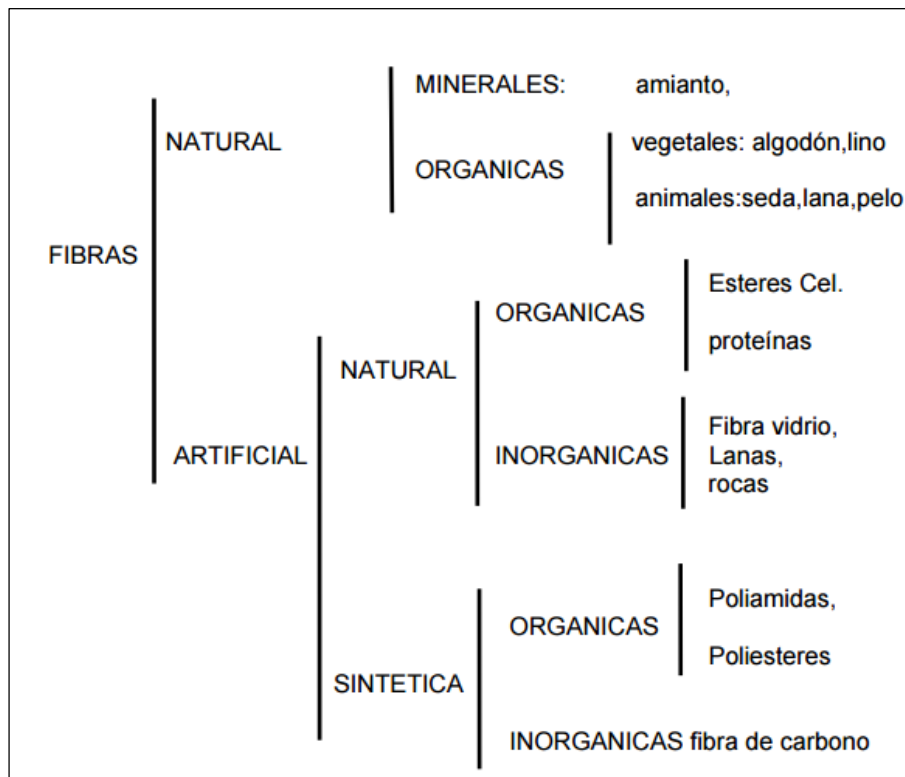 MINERALES: amianto,
NATURAL
vegetales: algodón,lino
ORGANICAS
animales:seda,lana,pelo
FIBRAS
Esteres Cel.
ORGANICAS
proteínas
NATURAL
Fibra vidrio,
ARTIFICIAL
INORGANICAS
Lanas,
rocas
Poliamidas,
ORGANICAS
Poliesteres
SINTETICA
INORGANICAS fibra de carbono